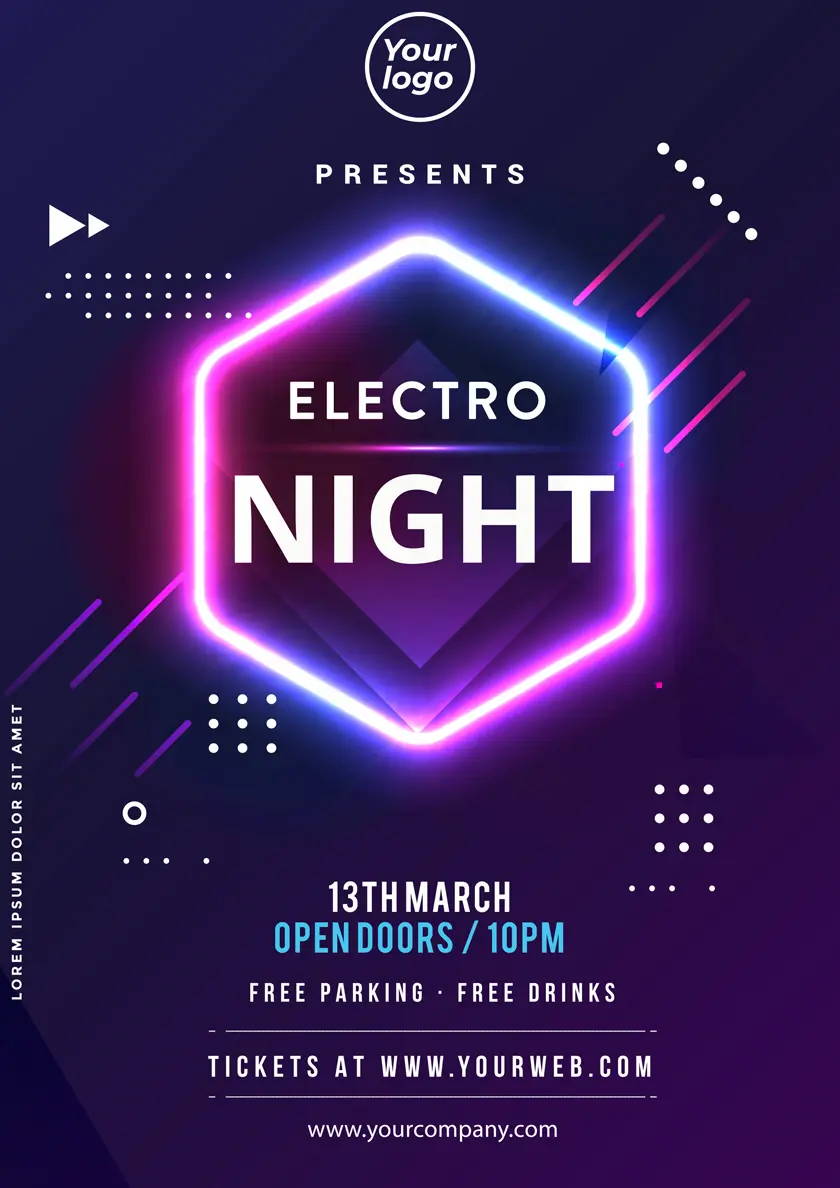 Your
logo
PRESENTS
ELECTRO
NIGHT
LOREM IPSUM DOLOR SIT AMET
13TH MARCH
OPEN DOORS / 10PM
FREE PARKING · FREE DRINKS
TICKETS AT WWW.YOURWEB.COM
www.yourcompany.com